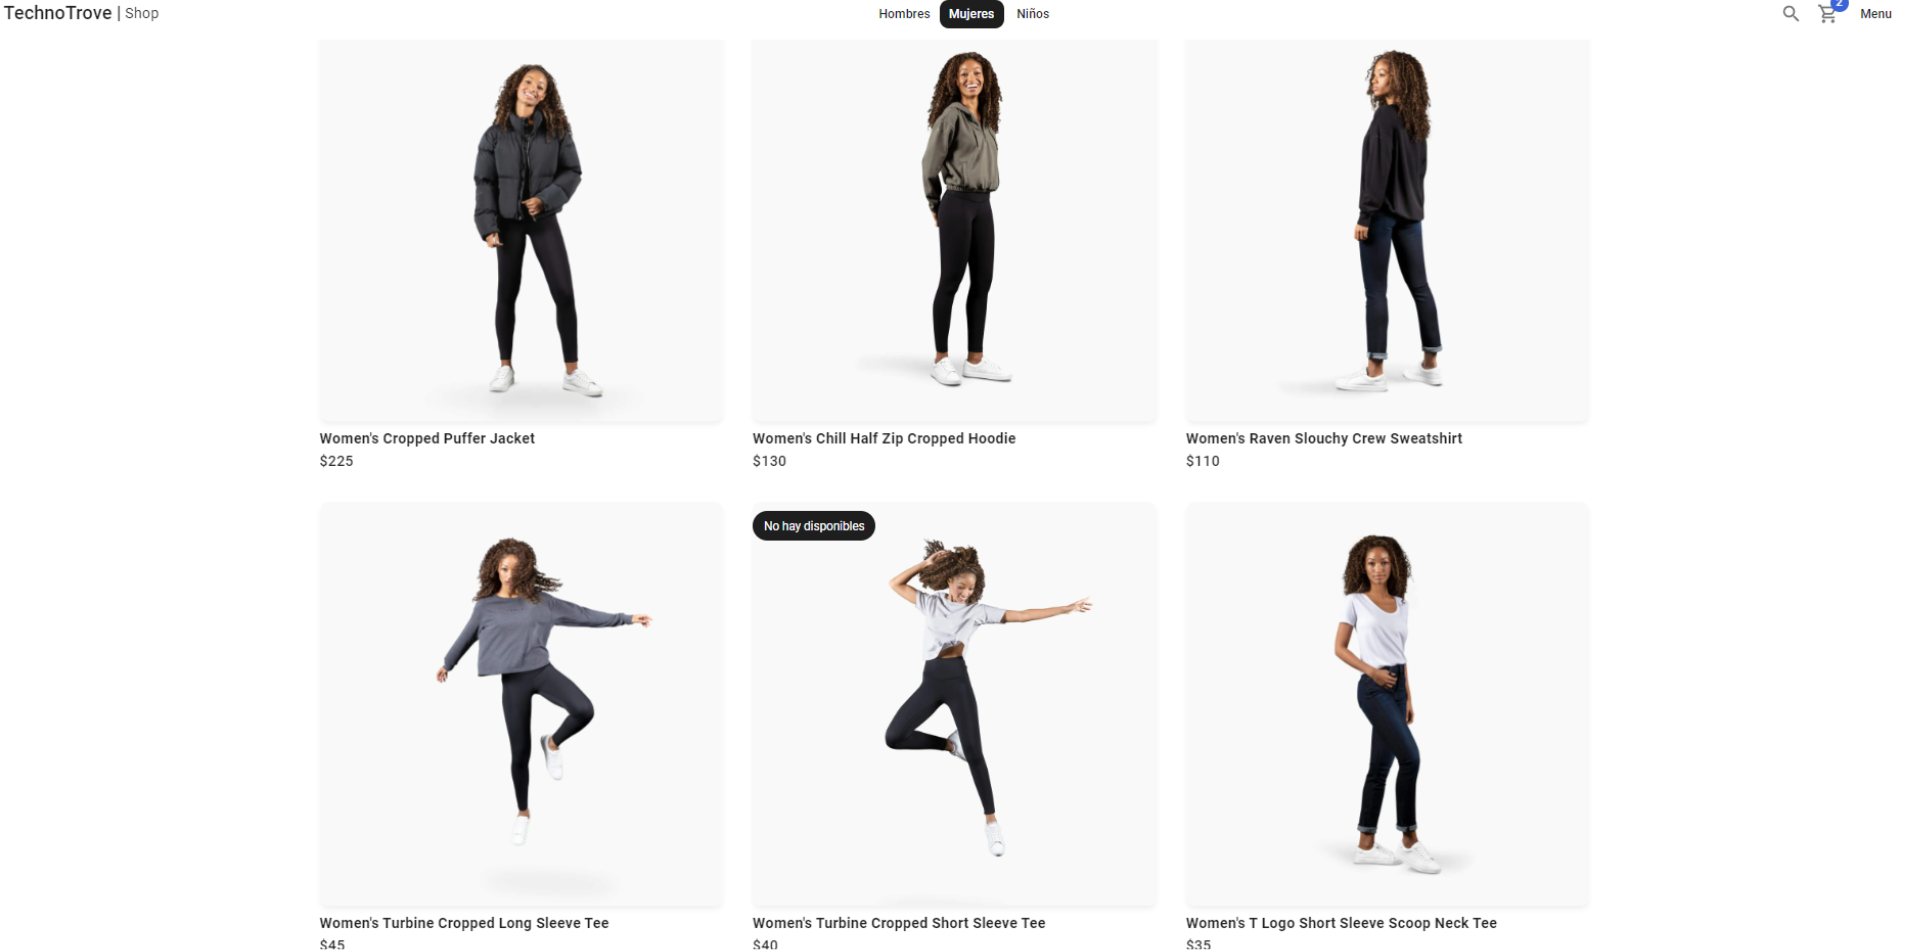 TechnoTrove | Shop
Hombres Mujeres Niños
2
Menu
Women's Cropped Puffer Jacket
$225
Women's Chill Half Zip Cropped Hoodie
$130
Women's Raven Slouchy Crew Sweatshirt
$110
No hay disponibles
Women's Turbine Cropped Long Sleeve Tee
$45
Women's Turbine Cropped Short Sleeve Tee
$40
Women's T Logo Short Sleeve Scoop Neck Tee
$35